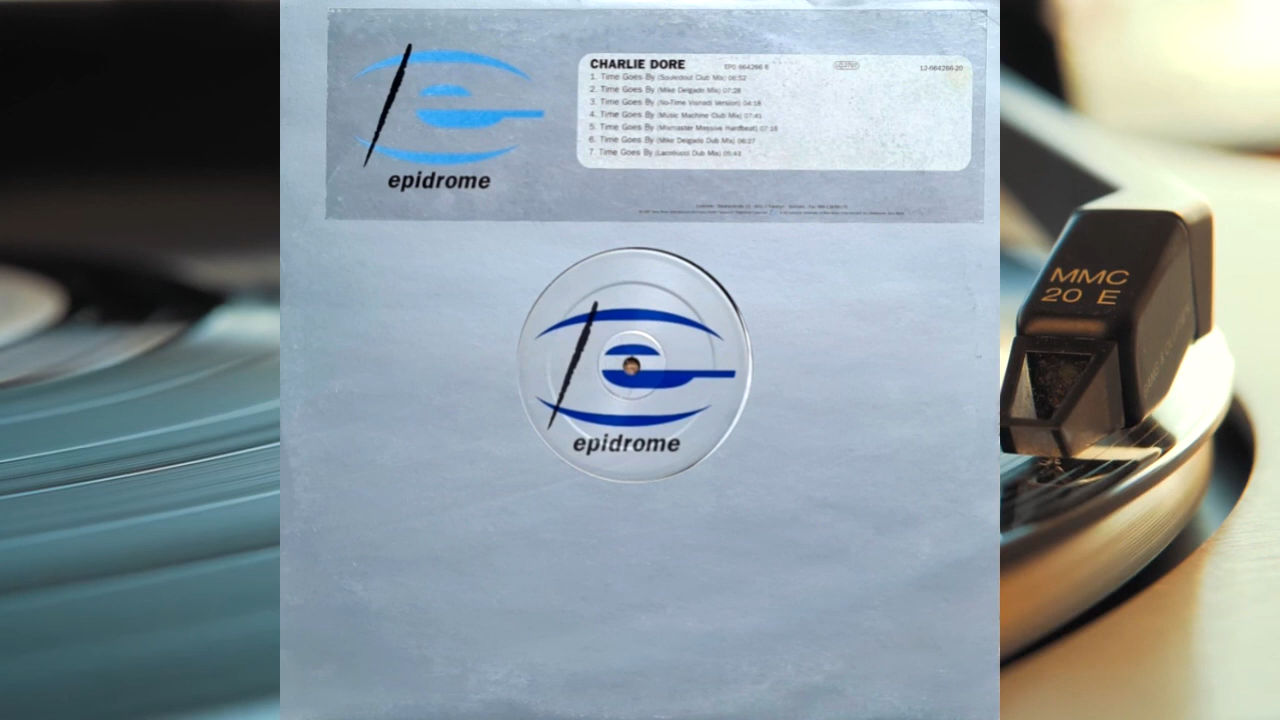 CHARLIE DORE EPD 664266 6 12-664266-20
1. Time Goes By (Souledout Club Mix) 06:52
2. Time Goes By (Mike Delgado Mix) 07:28
3. Time Goes By (No-Time Visnadi Version) 04:18
4. Time Goes By (Music Machine Club Mix) 07:41
5. Time Goes By (Mixmaster Massive Hardbeat) 07:18
6. Time Goes By (Mike Delgado Dub Mix) 06:27
7. Time Goes By (Dub Mix) 05:43
epidrome
epidrome
MMC
20 E